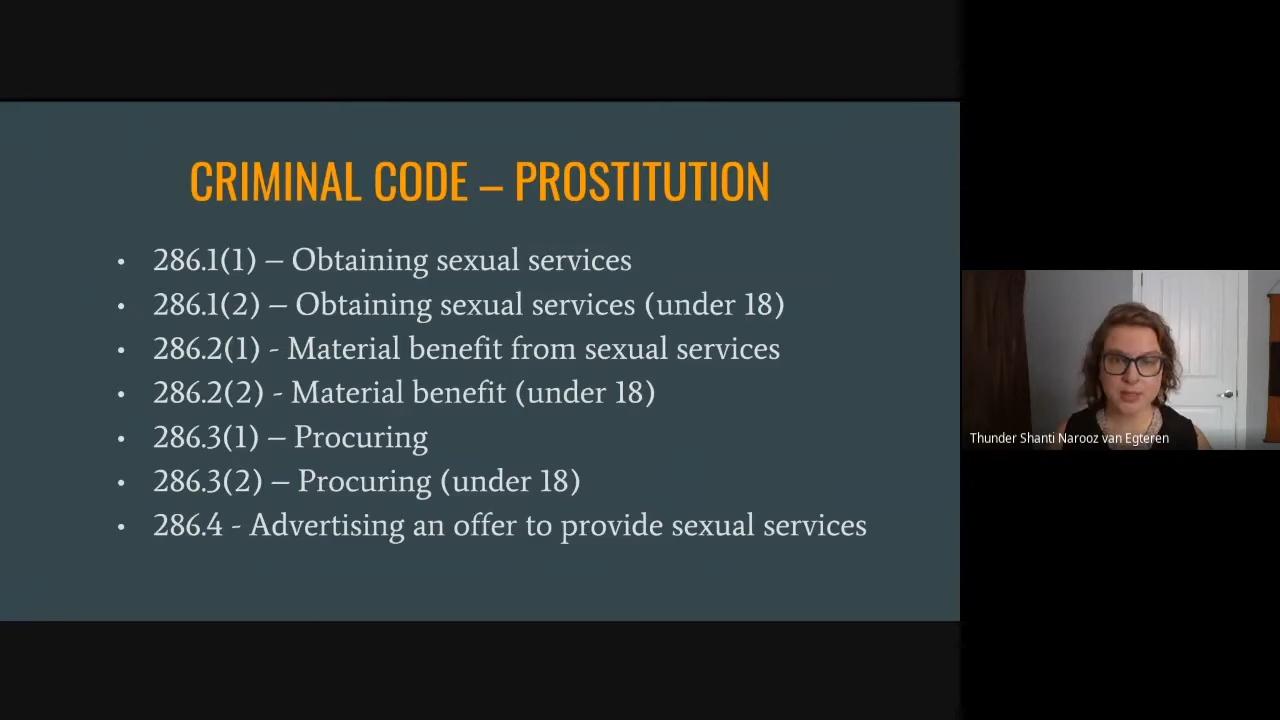 CRIMINAL CODE – PROSTITUTION
• 286.1(1) – Obtaining sexual services
• 286.1(2) – Obtaining sexual services (under 18)
• 286.2(1) - Material benefit from sexual services
• 286.2(2) - Material benefit (under 18)
• 286.3(1) – Procuring
• 286.3(2) – Procuring (under 18)
• 286.4 - Advertising an offer to provide sexual services
Thunder Shanti Narooz van Egteren